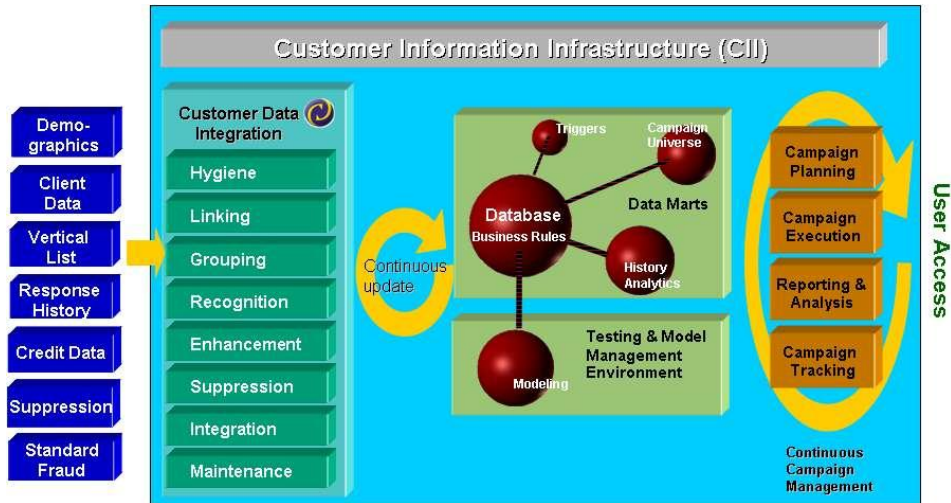 Customer Information Infrastructure (CII)
Demo-
graphics
Client
Data
Vertical
List
Response
History
Credit Data
Suppression
Standard
Fraud
Customer Data
Integration
Hygiene
Linking
Grouping
Recognition
Enhancement
Suppression
Integration
Maintenance
Continuous
update
Triggers
Campaign
Universe
Database
Business Rules
Data Marts
History
Analytics
Testing & Model
Management
Environment
Modeling
Campaign
Planning
Campaign
Execution
Reporting &
Analysis
Campaign
Tracking
Continuous
Campaign
Management
User Access